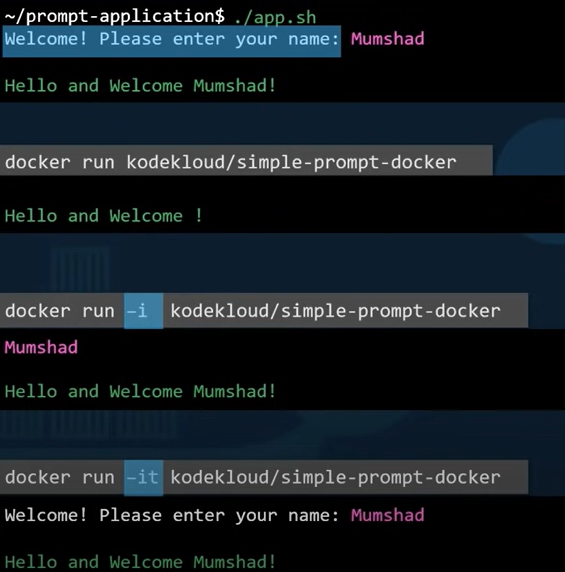 ~/prompt-application$ ./app.sh
Welcome! Please enter your name: Mumshad
Hello and Welcome Mumshad!
docker run kodekloud/simple-prompt-docker
Hello and Welcome !
docker run -i kodekloud/simple-prompt-docker
Mumshad
Hello and Welcome Mumshad!
docker run -it kodekloud/simple-prompt-docker
Welcome! Please enter your name: Mumshad
Hello and Welcome Mumshad!